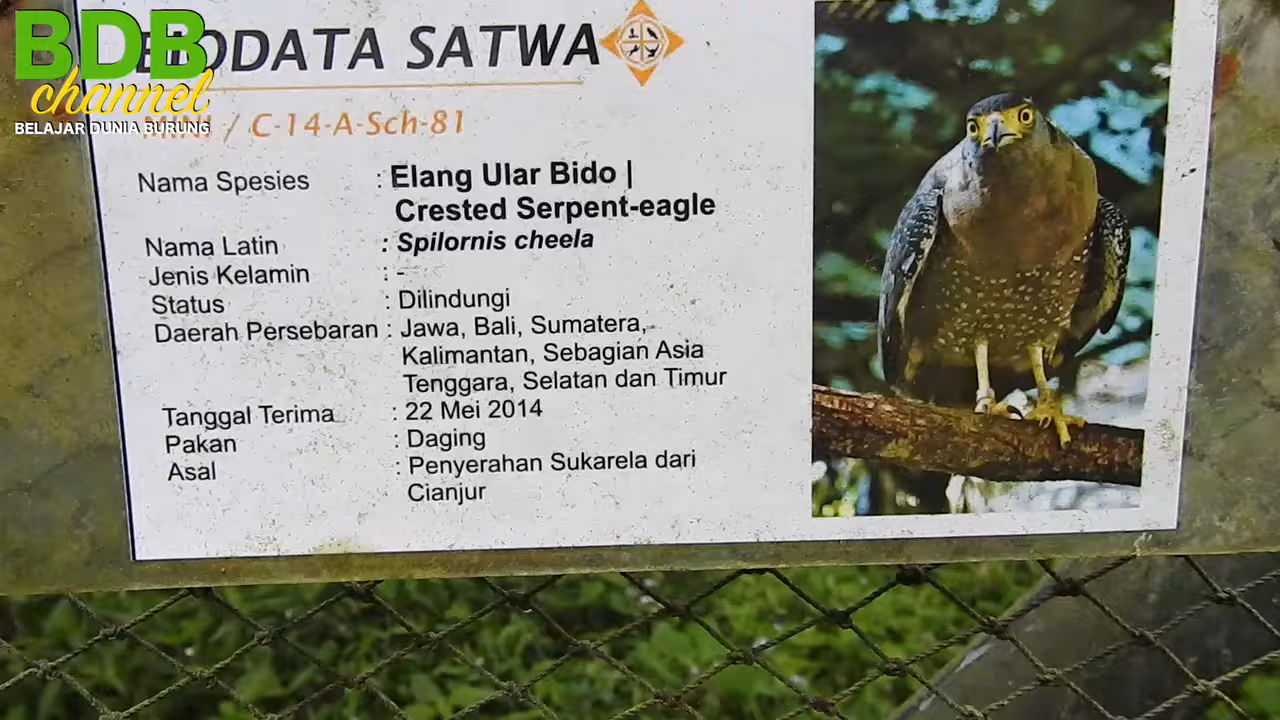 BDB
channel
BELAJAR DUNIA BURUNG
BIODATA SATWA
MINI / C-14-A-Sch-81
Nama Spesies : Elang Ular Bido |
Crested Serpent-eagle
Nama Latin : Spilornis cheela
Jenis Kelamin : -
Status : Dilindungi
Daerah Persebaran : Jawa, Bali, Sumatera,
Kalimantan, Sebagian Asia
Tenggara, Selatan dan Timur
Tanggal Terima : 22 Mei 2014
Pakan : Daging
Asal : Penyerahan Sukarela dari
Cianjur